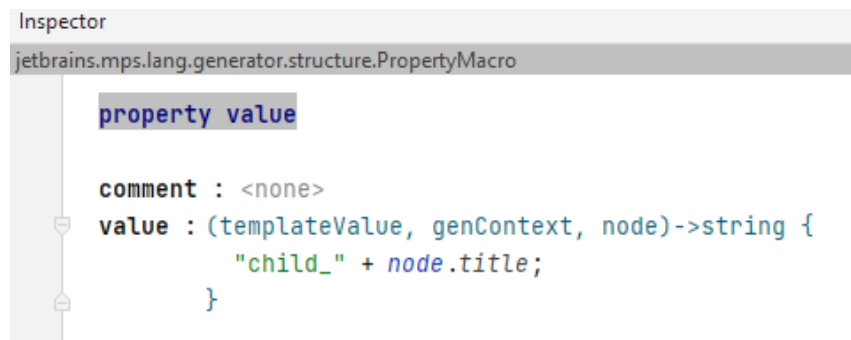 Inspector
jetbrains.mps.lang.generator.structure.PropertyMacro
property value
comment : <none>
value : (templateValue, genContext, node)->string {
"child_" + node.title;
}